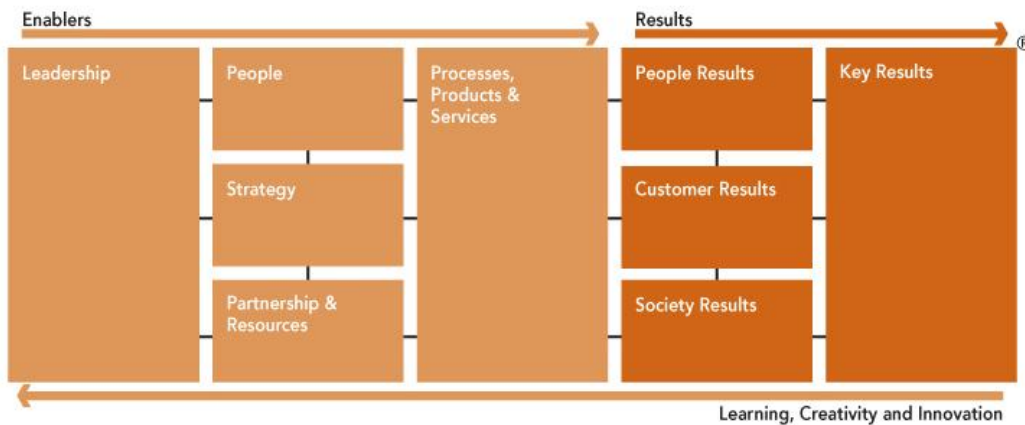 Enablers
Results
®
Leadership
People
Processes,
Products &
Services
People Results
Key Results
Strategy
Customer Results
Partnership &
Resources
Society Results
Learning, Creativity and Innovation